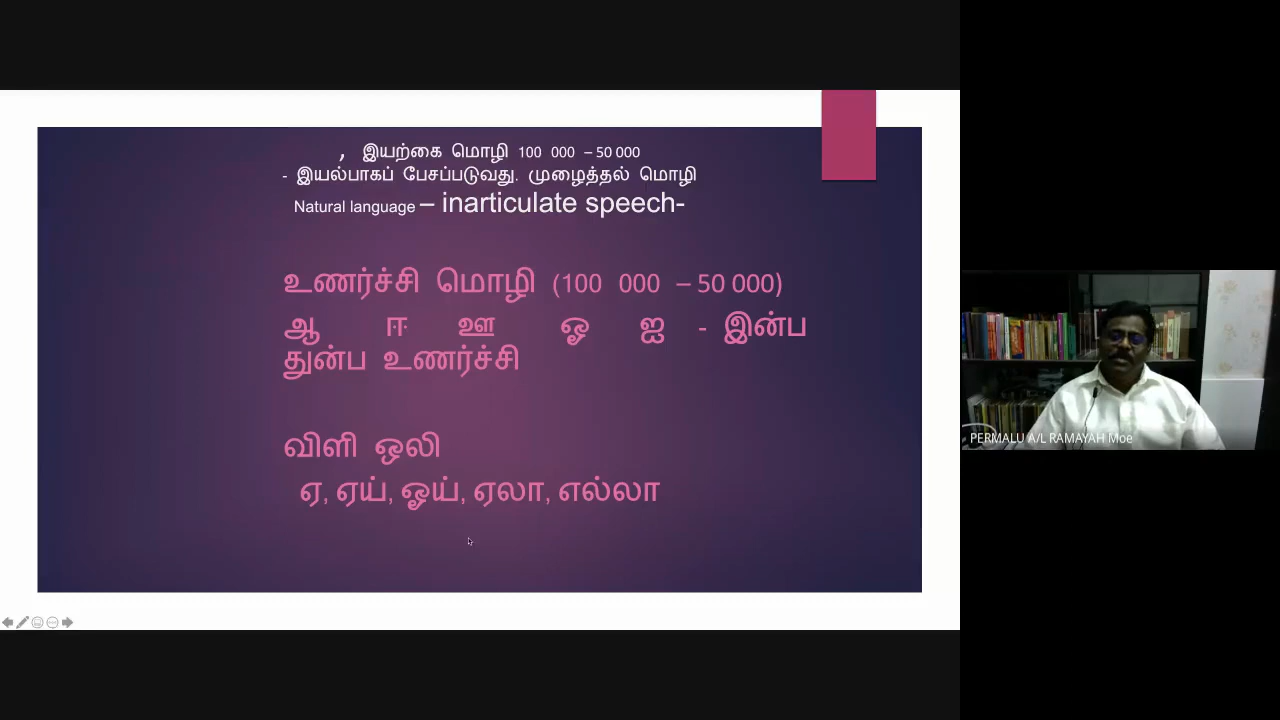 , இயற்கை மொழி 100 000 – 50 000
- இயல்பாகப் பேசப்படுவது. முழைத்தல் மொழி
Natural language – inarticulate speech-
உணர்ச்சி மொழி (100 000 – 50 000)
ஆ ஈ ஊ ஓ ஐ - இன்ப
துன்ப உணர்ச்சி
விளி ஒலி
ஏ, ஏய், ஓய், ஏலா, எல்லா
PERMALU A/L RAMAYAH Moe